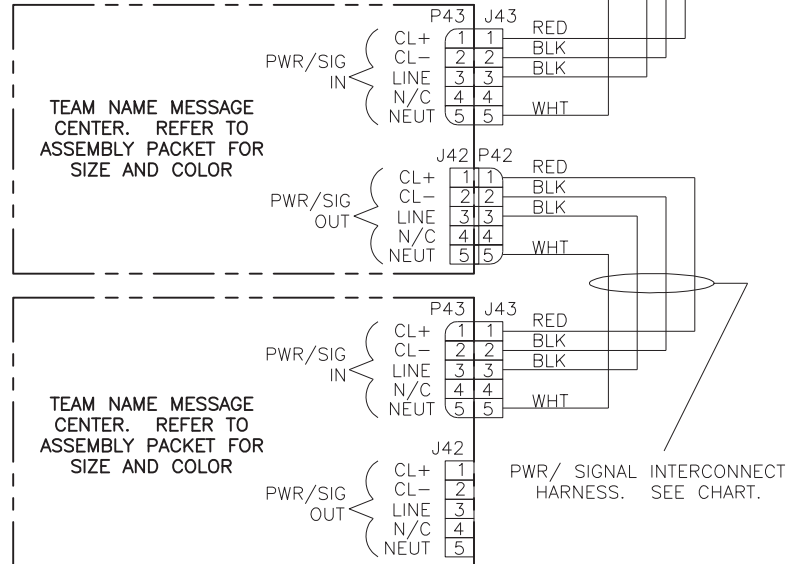 P43 J43
PWR/SIG
IN
CL+ 1 1 RED
CL- 2 2 BLK
LINE 3 3 BLK
N/C 4 4
NEUT 5 5 WHT
TEAM NAME MESSAGE
CENTER. REFER TO
ASSEMBLY PACKET FOR
SIZE AND COLOR
J42 P42
PWR/SIG
OUT
CL+ 1 1 RED
CL- 2 2 BLK
LINE 3 3 BLK
N/C 4 4
NEUT 5 5 WHT
P43 J43
PWR/SIG
IN
CL+ 1 1 RED
CL- 2 2 BLK
LINE 3 3 BLK
N/C 4 4
NEUT 5 5 WHT
TEAM NAME MESSAGE
CENTER. REFER TO
ASSEMBLY PACKET FOR
SIZE AND COLOR
J42
PWR/SIG
OUT
CL+ 1
CL- 2
LINE 3
N/C 4
NEUT 5
PWR/ SIGNAL INTERCONNECT
HARNESS. SEE CHART.